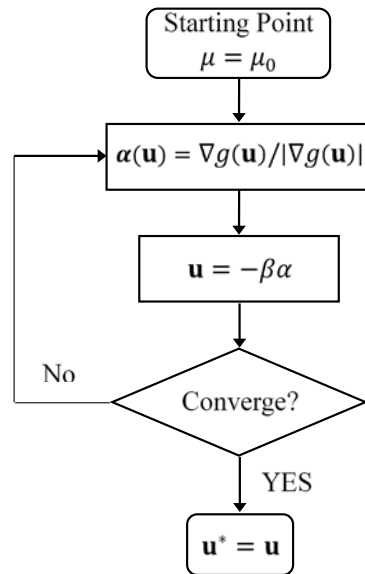 Starting Point
μ = μ₀
𝜶(𝐮) = ∇g(𝐮)/|∇g(𝐮)|
𝐮 = −βα
Converge?
No
YES
𝐮* = 𝐮